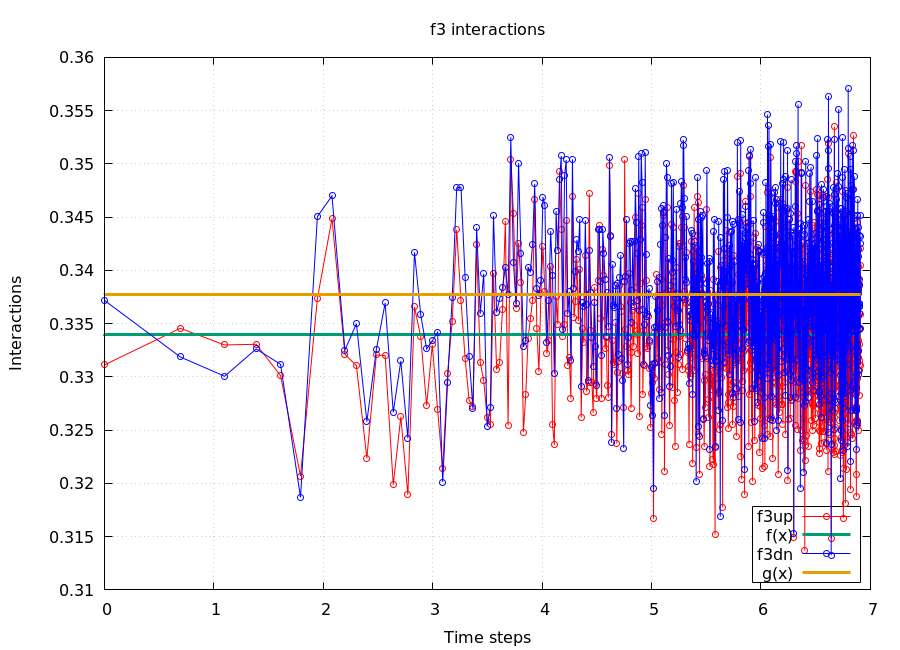 f3 interactions
0.36
0.355
0.35
0.345
0.34
0.335
0.33
0.325
0.32
0.315
0.31
Interactions
f3up
f(x)
f3dn
g(x)
0 1 2 3 4 5 6 7
Time steps